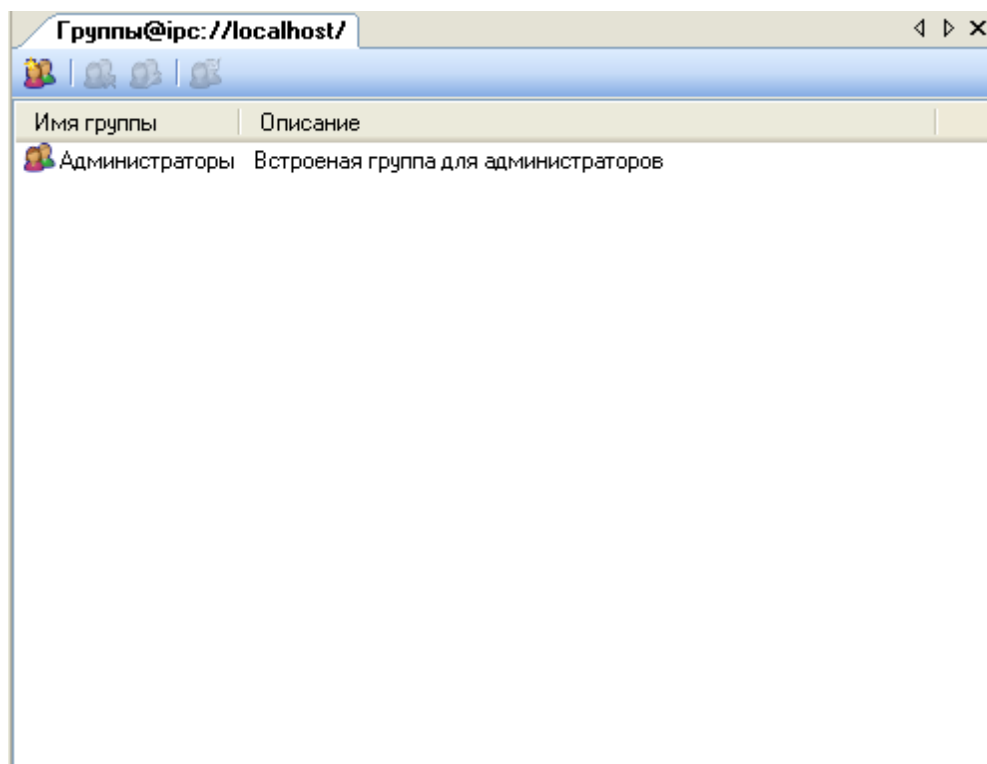 Группы@ipc://localhost/
Имя группы Описание
Администраторы Встроеная группа для администраторов